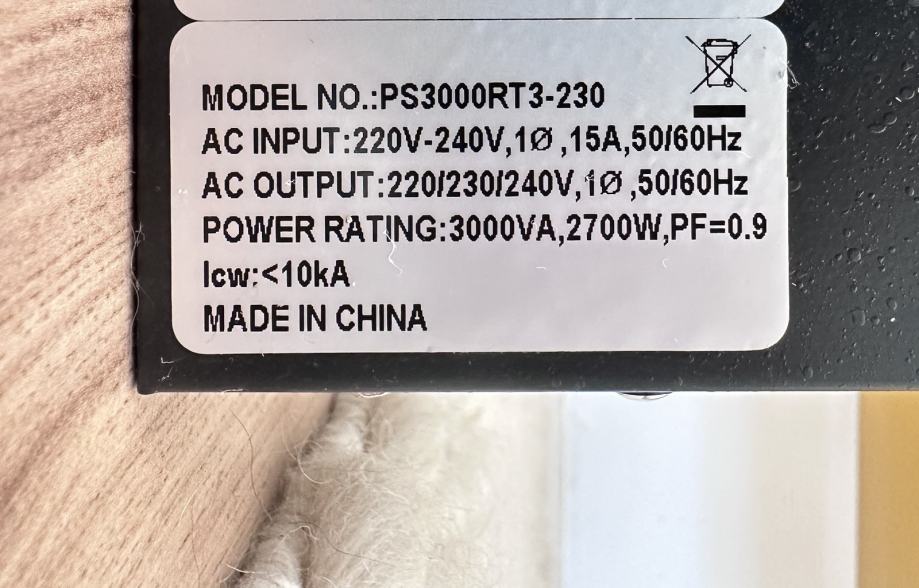 MODEL NO.:PS3000RT3-230
AC INPUT:220V-240V,1Ø ,15A,50/60Hz
AC OUTPUT:220/230/240V,1Ø ,50/60Hz
POWER RATING:3000VA,2700W,PF=0.9
Icw:<10kA
MADE IN CHINA